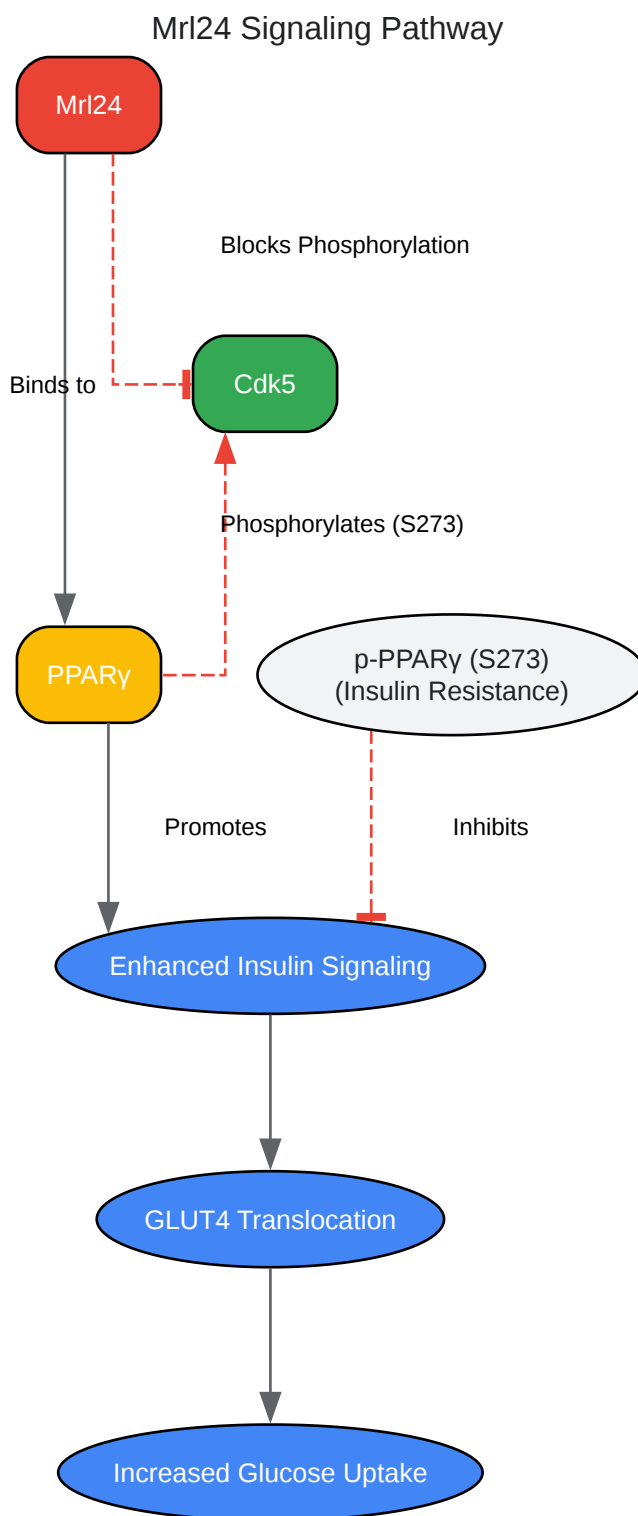 Mrl24 Signaling Pathway
Mrl24
Blocks Phosphorylation
Cdk5
Binds to
Phosphorylates (S273)
PPARγ
p-PPARγ (S273)
(Insulin Resistance)
Promotes
Inhibits
Enhanced Insulin Signaling
GLUT4 Translocation
Increased Glucose Uptake